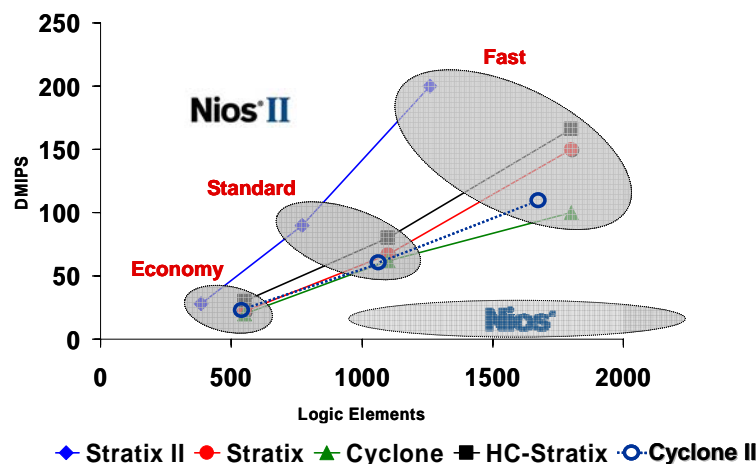 250
200
150
100
50
0
DMIPS
Fast
Nios® II
Standard
Economy
Nios®
0 500 1000 1500 2000
Logic Elements
Stratix II Stratix Cyclone HC-Stratix Cyclone II